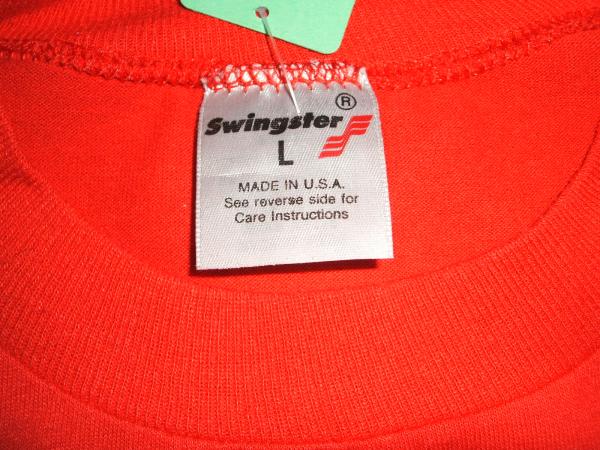 Swingster®
L
MADE IN U.S.A.
See reverse side for
Care Instructions